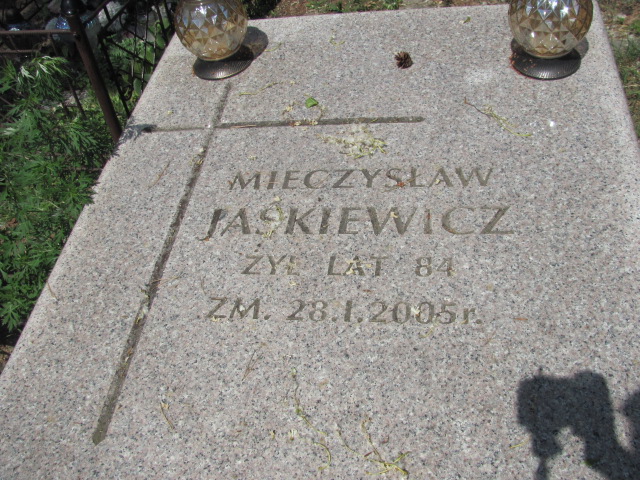 MIECZYSŁAW
JAŚKIEWICZ
ŻYŁ LAT 84
ZM. 28.I.2005r.